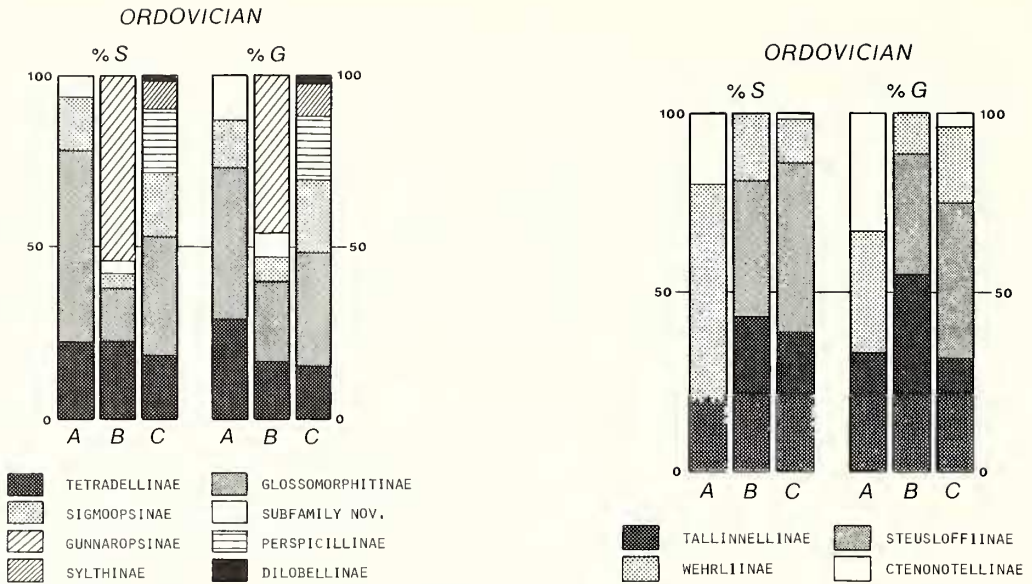 ORDOVICIAN
% S % G
100 100
50 50
0 0
A B C A B C
TETRADELLINAE GLOSSOMORPHITINAE
SIGMOOPSINAE SUBFAMILY NOV.
GUNNAROPSINAE PERSPICILLINAE
SYLTHINAE DILOBELLINAE
ORDOVICIAN
% S % G
100 100
50 50
0 0
A B C A B C
TALLINNELLINAE STEUSLOFFIINAE
WEHRLIINAE CTENONOTELLINAE